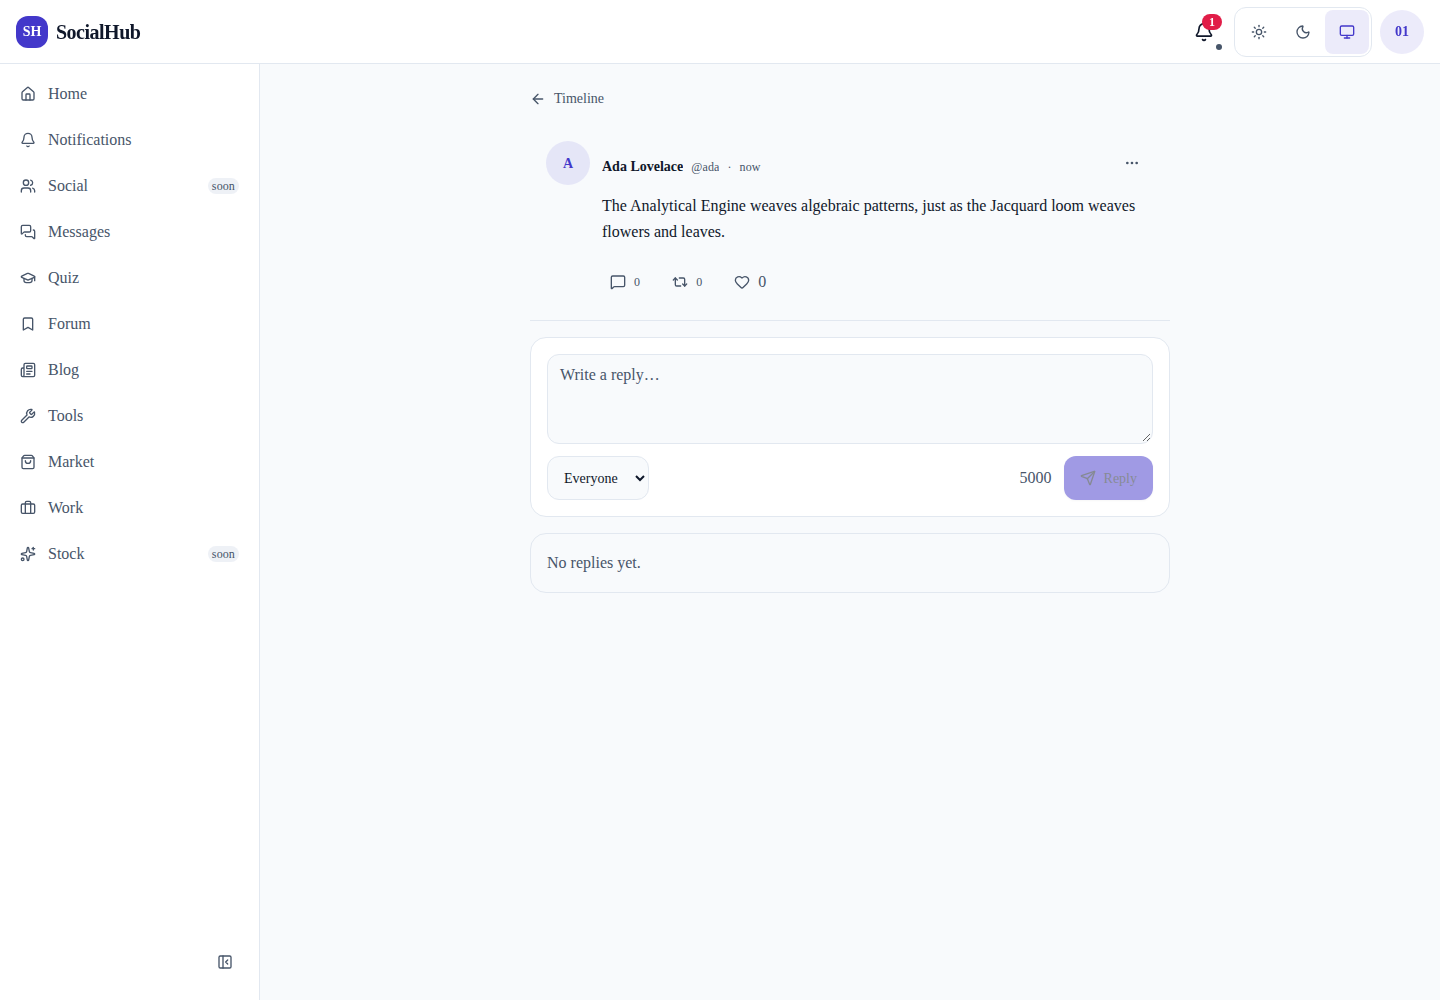 SH SocialHub
1
01
Home
Notifications
Social soon
Messages
Quiz
Forum
Blog
Tools
Market
Work
Stock soon
Timeline
A
Ada Lovelace @ada · now
The Analytical Engine weaves algebraic patterns, just as the Jacquard loom weaves
flowers and leaves.
0 0 0
Write a reply…
Everyone 5000 Reply
No replies yet.